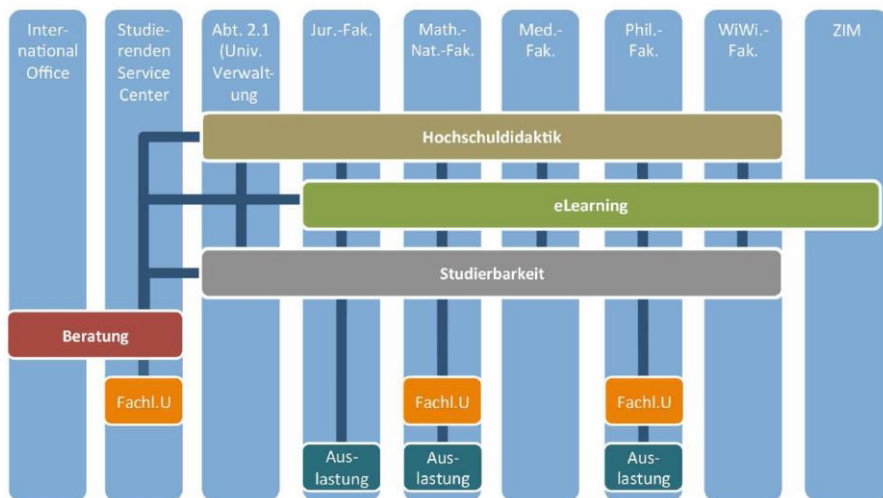 Inter-
national
Office
Studie-
renden
Service
Center
Abt. 2.1
(Univ.
Verwalt-
ung
Jur.-Fak.
Math.-
Nat.-Fak.
Med.-
Fak.
Phil.-
Fak.
WiWi.-
Fak.
ZIM
Hochschuldidaktik
eLearning
Studierbarkeit
Beratung
Fachl.U
Fachl.U
Fachl.U
Aus-
lastung
Aus-
lastung
Aus-
lastung